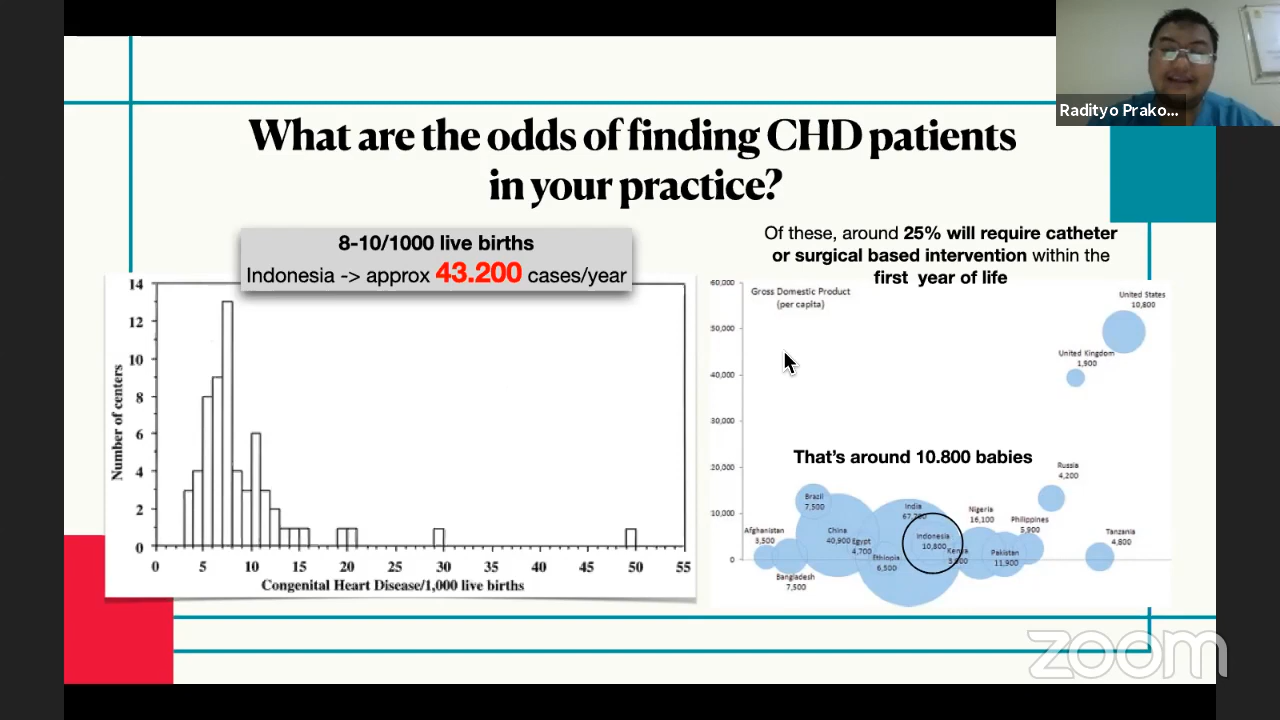 Radityo Prako...
What are the odds of finding CHD patients
in your practice?
8-10/1000 live births
Indonesia -> approx 43.200 cases/year
Of these, around 25% will require catheter
or surgical based intervention within the
first year of life
14
12
10
8
6
4
2
0
Number of centers
0 5 10 15 20 25 30 35 40 45 50 55
Congenital Heart Disease/1,000 live births
60,000
50,000
40,000
30,000
20,000
10,000
0
Gross Domestic Product
(per capita)
United States
10,800
United Kingdom
1,900
That's around 10.800 babies
Russia
4,200
Brazil
7,500
India
Nigeria
16,100
Philippines
5,900
Afghanistan
3,500
China
40,900
Egypt
4,700
Indonesia
10,800
Tanzania
4,800
Ethiopia
6,500
Kenya
Pakistan
11,900
Bangladesh
7,500
zoom